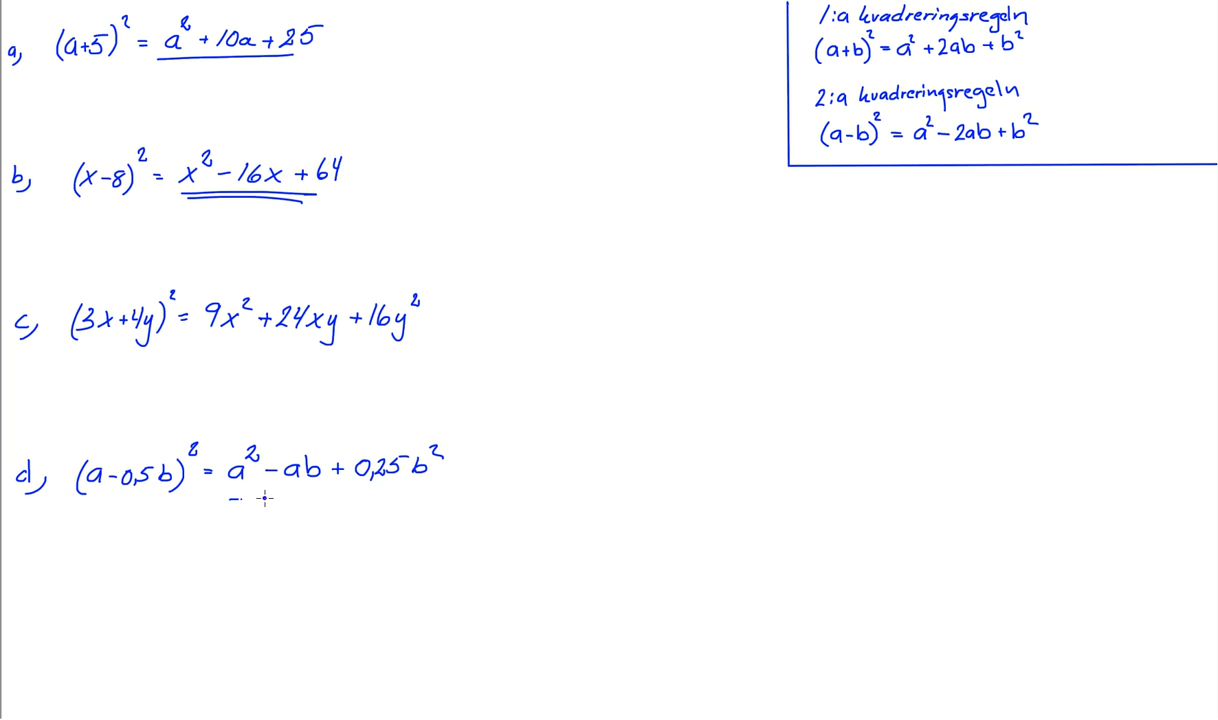 a, (a+5)² = a² + 10a + 25
b, (x-8)² = x² - 16x + 64
c, (3x+4y)² = 9x² + 24xy + 16y²
d, (a-0,5b)² = a² - ab + 0,25b²
1:a kvadreringsregeln
(a+b)² = a² + 2ab + b²
2:a kvadreringsregeln
(a-b)² = a² - 2ab + b²